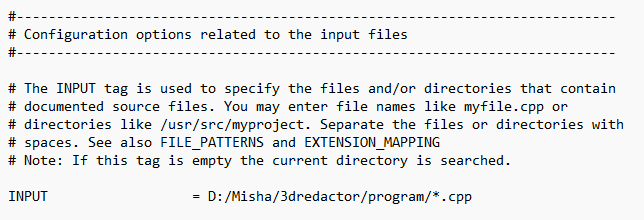 #---------------------------------------------------------------------------
# Configuration options related to the input files
#---------------------------------------------------------------------------
# The INPUT tag is used to specify the files and/or directories that contain
# documented source files. You may enter file names like myfile.cpp or
# directories like /usr/src/myproject. Separate the files or directories with
# spaces. See also FILE_PATTERNS and EXTENSION_MAPPING
# Note: If this tag is empty the current directory is searched.
INPUT                  = D:/Misha/3dredactor/program/*.cpp